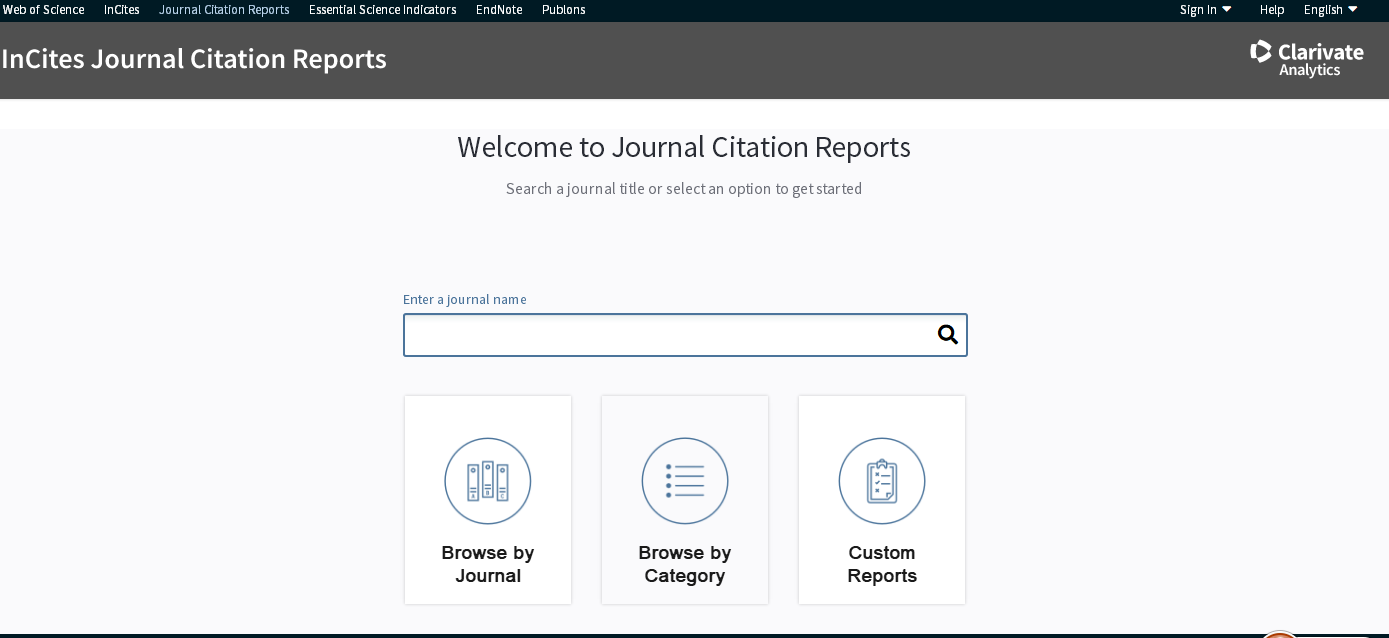 Web of Science InCites Journal Citation Reports Essential Science Indicators EndNote Publons Sign In Help English
InCites Journal Citation Reports
Clarivate
Analytics
Welcome to Journal Citation Reports
Search a journal title or select an option to get started
Enter a journal name
Browse by
Journal
Browse by
Category
Custom
Reports